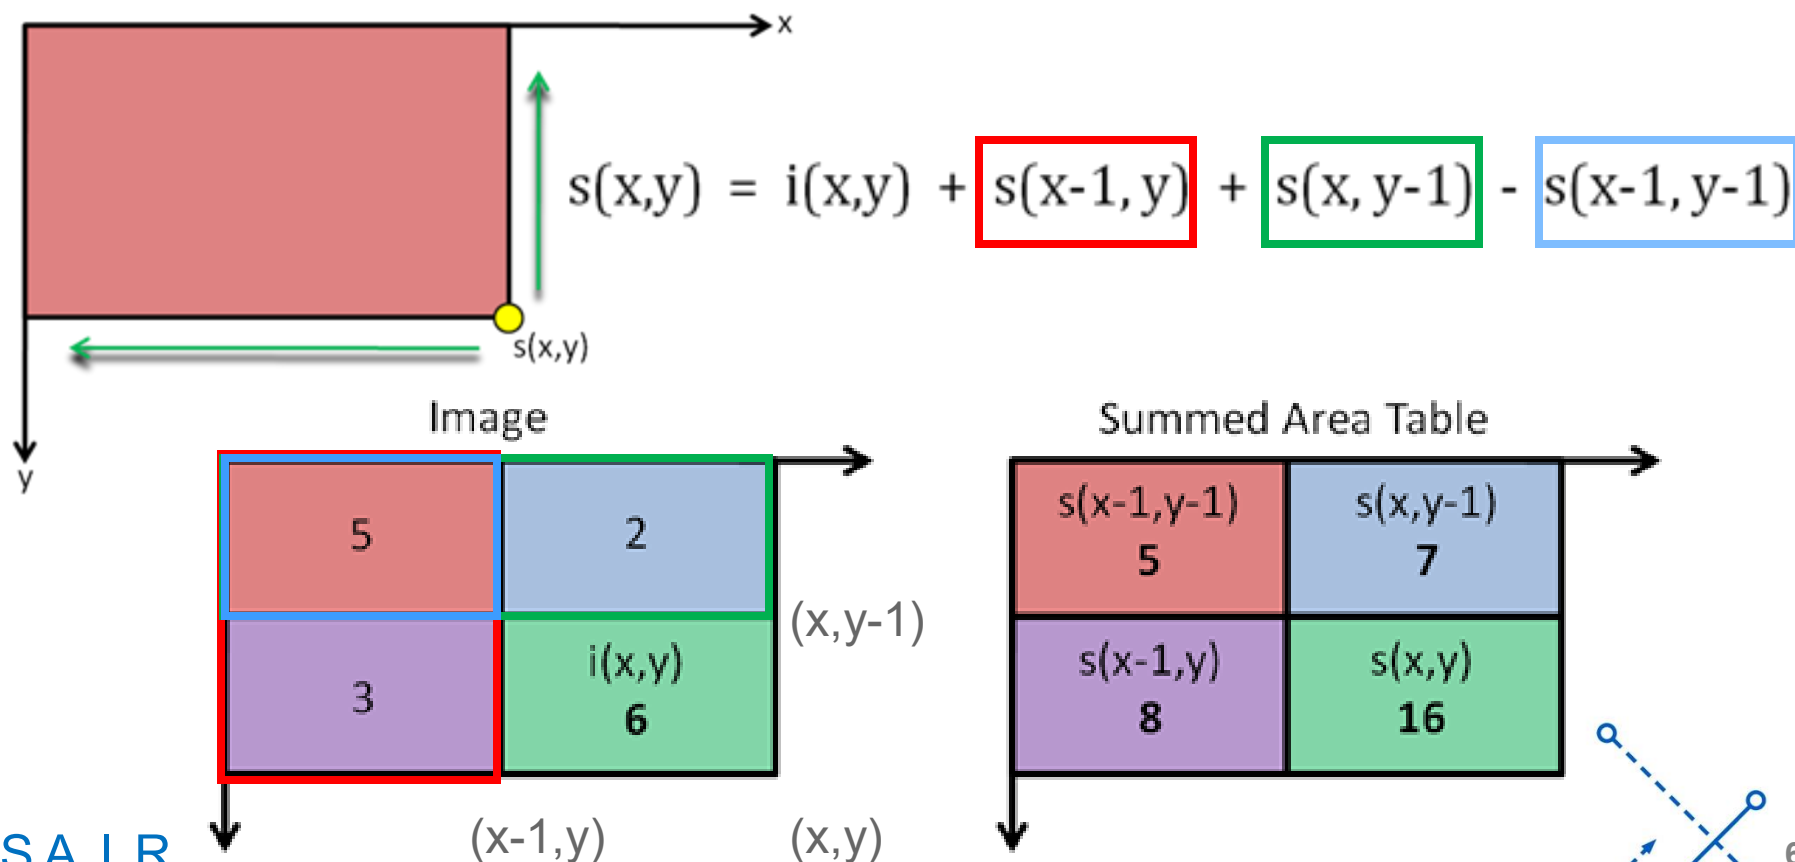 x
s(x,y) = i(x,y) + s(x-1, y) + s(x, y-1) - s(x-1, y-1)
s(x,y)
y
Image
5 2
3 i(x,y)
6
(x,y-1)
(x-1,y) (x,y)
Summed Area Table
s(x-1,y-1) s(x,y-1)
5 7
s(x-1,y) s(x,y)
8 16
SAIR
6